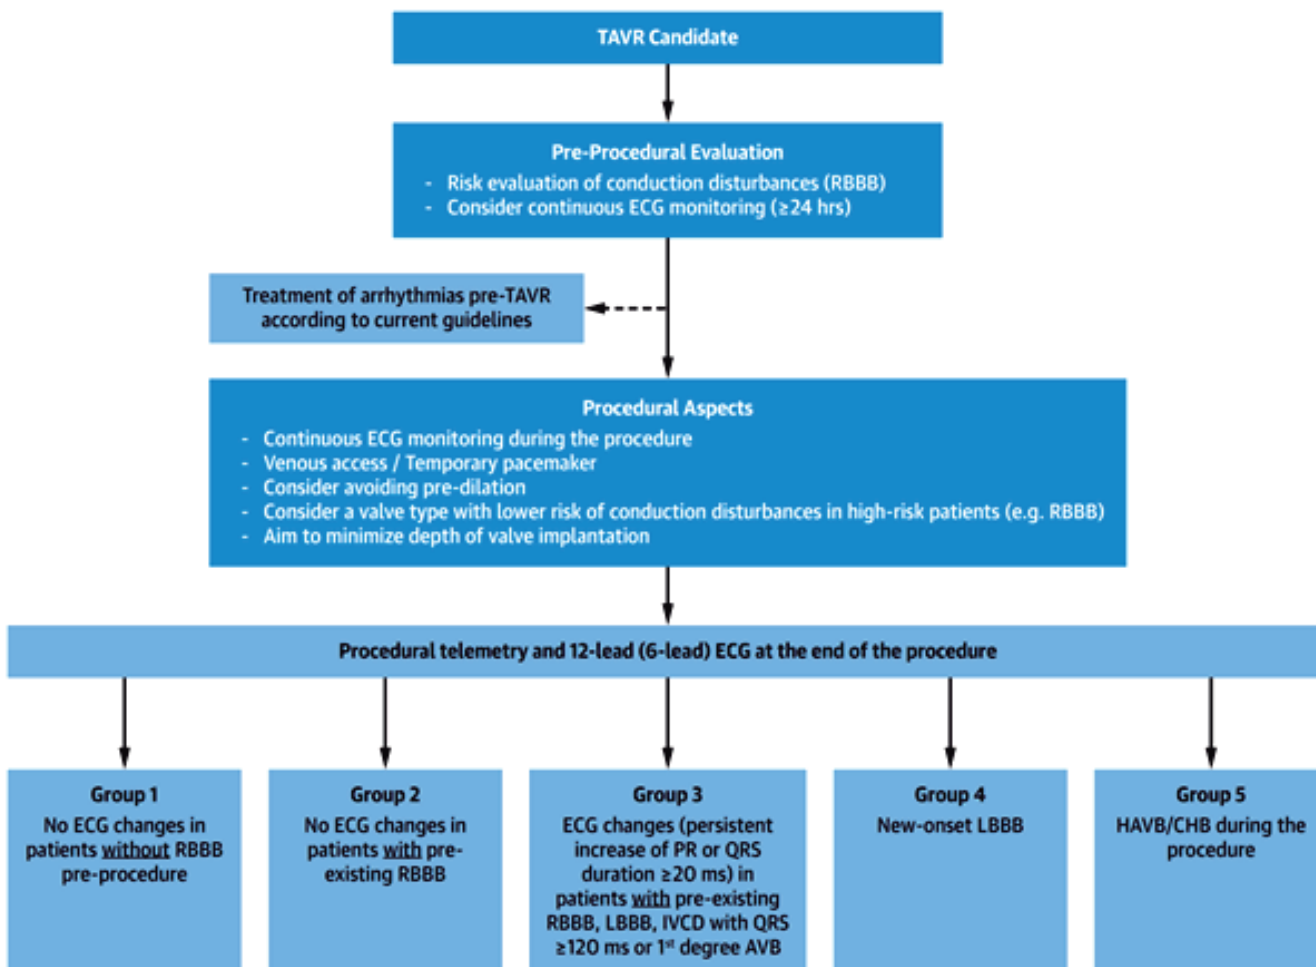 TAVR Candidate
Pre-Procedural Evaluation
- Risk evaluation of conduction disturbances (RBBB)
- Consider continuous ECG monitoring (≥24 hrs)
Treatment of arrhythmias pre-TAVR
according to current guidelines
Procedural Aspects
- Continuous ECG monitoring during the procedure
- Venous access / Temporary pacemaker
- Consider avoiding pre-dilation
- Consider a valve type with lower risk of conduction disturbances in high-risk patients (e.g. RBBB)
- Aim to minimize depth of valve implantation
Procedural telemetry and 12-lead (6-lead) ECG at the end of the procedure
Group 1
No ECG changes in
patients without RBBB
pre-procedure
Group 2
No ECG changes in
patients with pre-
existing RBBB
Group 3
ECG changes (persistent
increase of PR or QRS
duration ≥20 ms) in
patients with pre-existing
RBBB, LBBB, IVCD with QRS
≥120 ms or 1st degree AVB
Group 4
New-onset LBBB
Group 5
HAVB/CHB during the
procedure